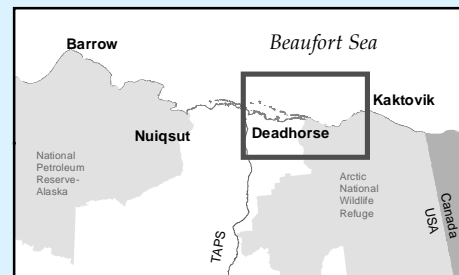 Beaufort Sea
Barrow
Kaktovik
Nuiqsut
Deadhorse
National
Petroleum
Reserve-
Alaska
Arctic
National
Wildlife
Refuge
TAPS
Canada
USA